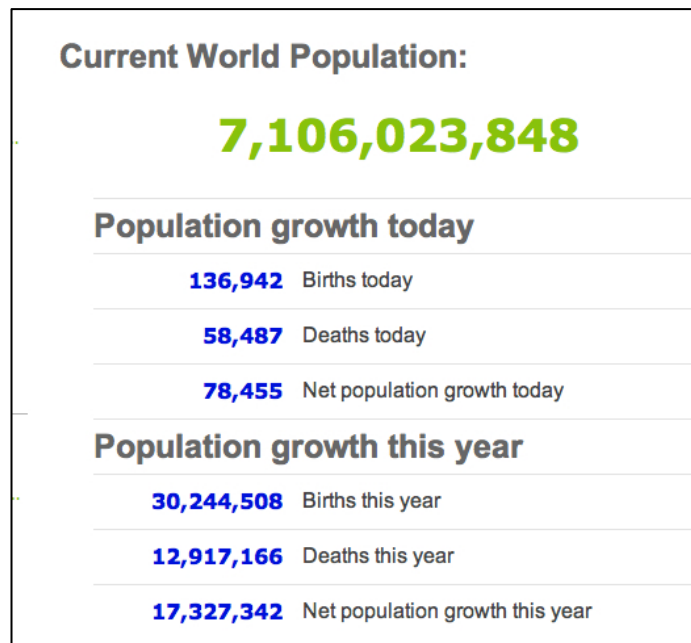 Current World Population:
7,106,023,848
Population growth today
136,942 Births today
58,487 Deaths today
78,455 Net population growth today
Population growth this year
30,244,508 Births this year
12,917,166 Deaths this year
17,327,342 Net population growth this year